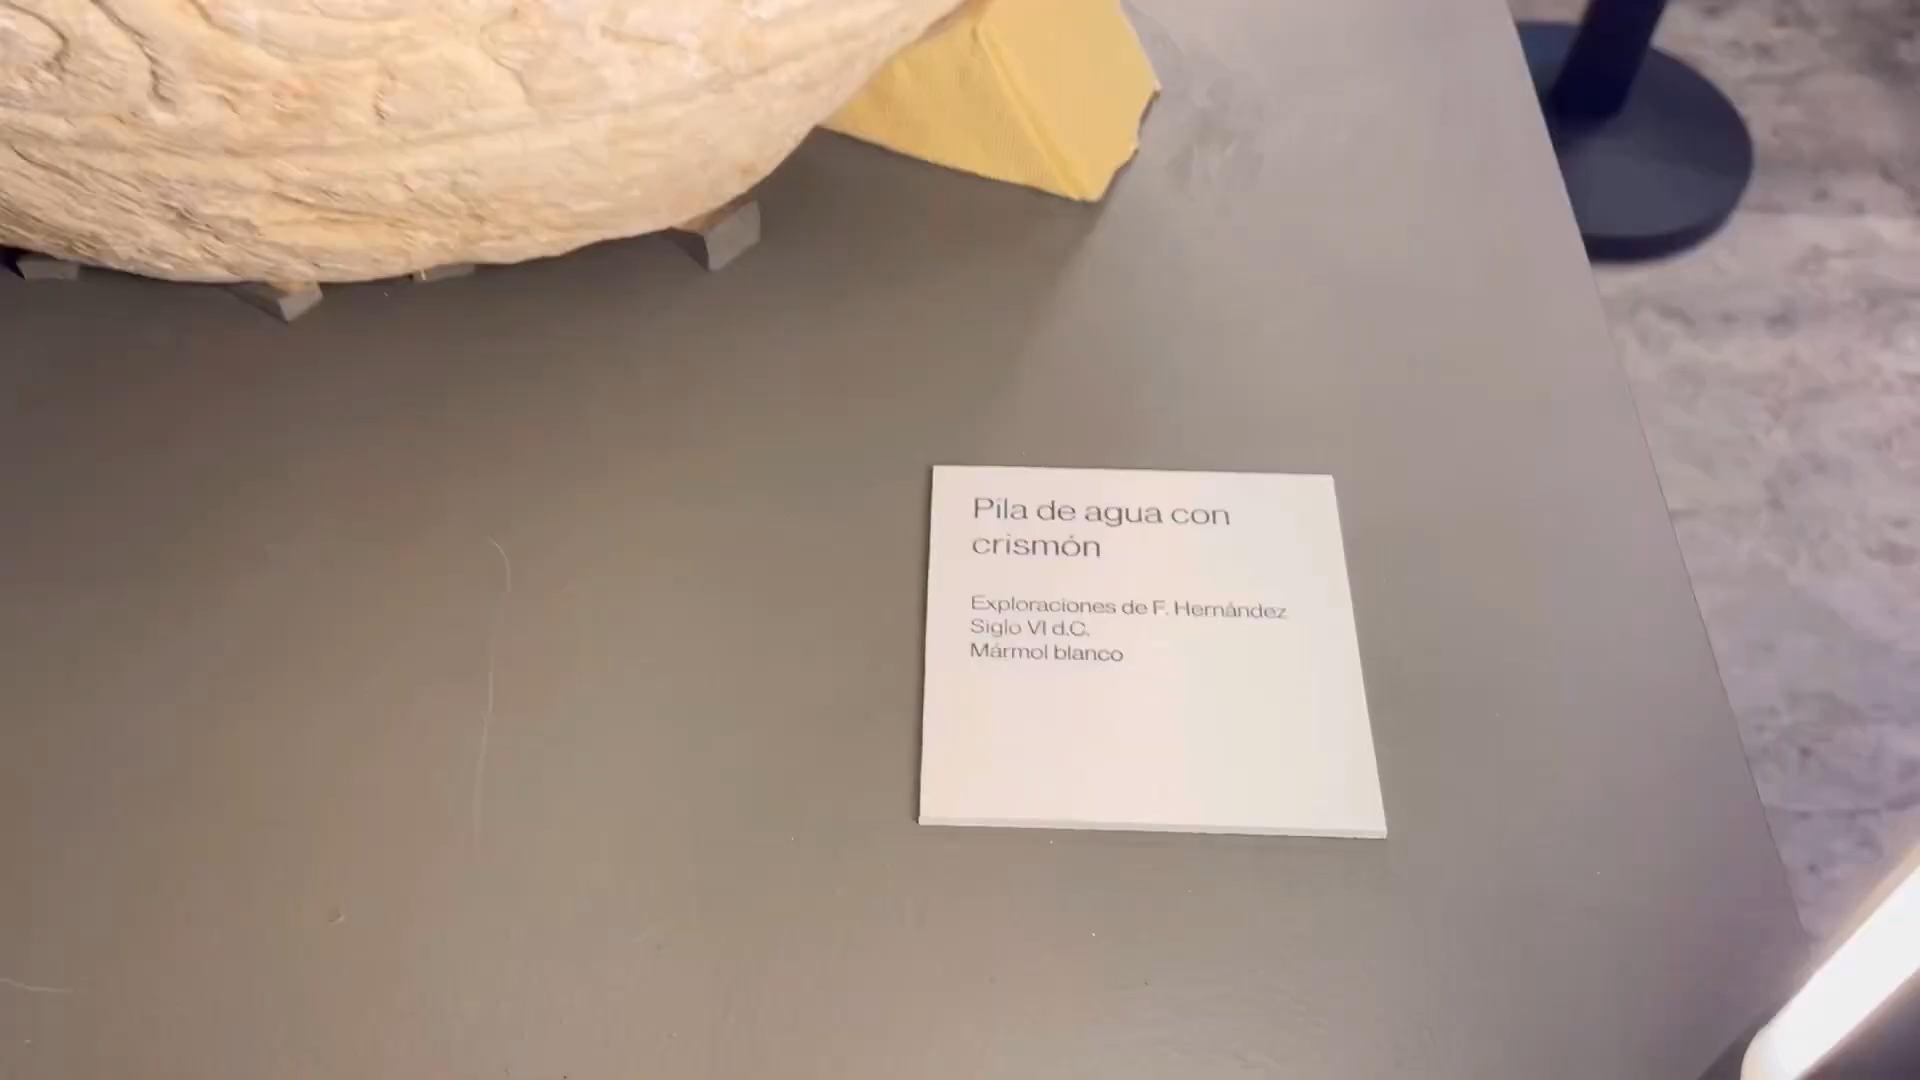 Pila de agua con
crismón
Exploraciones de F. Hernández
Siglo VI d.C.
Mármol blanco